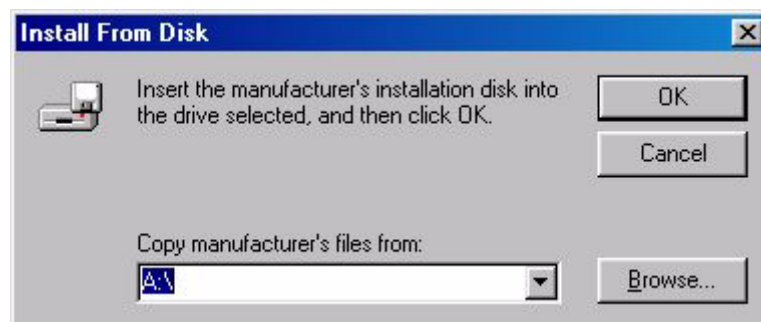 Install From Disk
Insert the manufacturer's installation disk into
the drive selected, and then click OK.
OK
Cancel
Copy manufacturer's files from:
A:\
Browse...